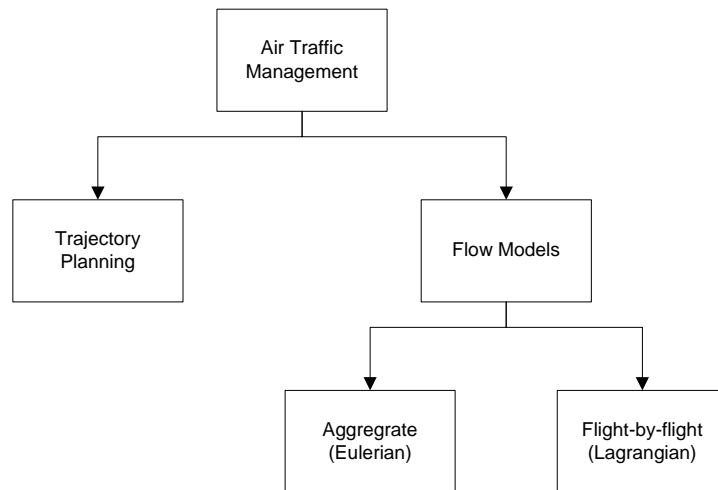 Air Traffic
Management
Trajectory
Planning
Flow Models
Aggregrate
(Eulerian)
Flight-by-flight
(Lagrangian)